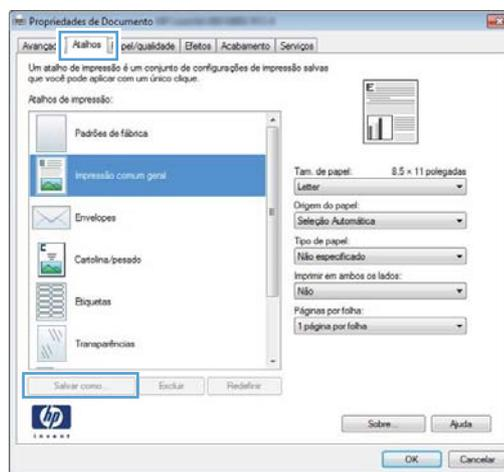 Propriedades de Documento
Avançad Atalhos pel/qualidade Efeitos Acabamento Serviços
Um atalho de impressão é um conjunto de configurações de impressão salvas
que você pode aplicar com um único clique.
Atalhos de impressão:
Padrões de fábrica
Impressão comum geral
Envelopes
Cartolina/pesado
Etiquetas
Transparências
Salvar como... Excluir Redefinir
E
Tam. de papel: 8.5 × 11 polegadas
Letter
Origem do papel:
Seleção Automática
Tipo de papel:
Não especificado
Imprimir em ambos os lados:
Não
Páginas por folha:
1 página por folha
hp
invent
Sobre... Ajuda
OK Cancelar